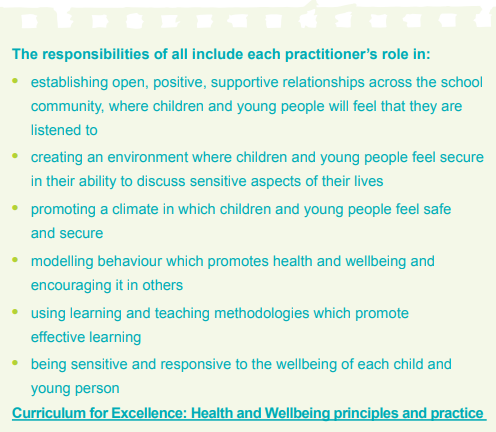 The responsibilities of all include each practitioner's role in:
• establishing open, positive, supportive relationships across the school
community, where children and young people will feel that they are
listened to
• creating an environment where children and young people feel secure
in their ability to discuss sensitive aspects of their lives
• promoting a climate in which children and young people feel safe
and secure
• modelling behaviour which promotes health and wellbeing and
encouraging it in others
• using learning and teaching methodologies which promote
effective learning
• being sensitive and responsive to the wellbeing of each child and
young person
Curriculum for Excellence: Health and Wellbeing principles and practice